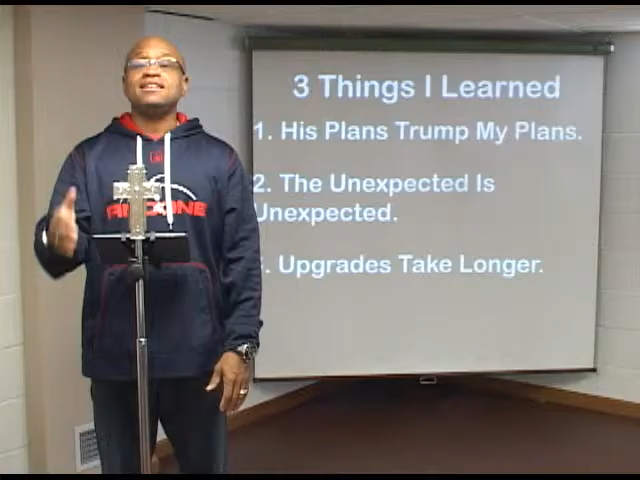 3 Things I Learned
1. His Plans Trump My Plans.
2. The Unexpected Is
Unexpected.
. Upgrades Take Longer.